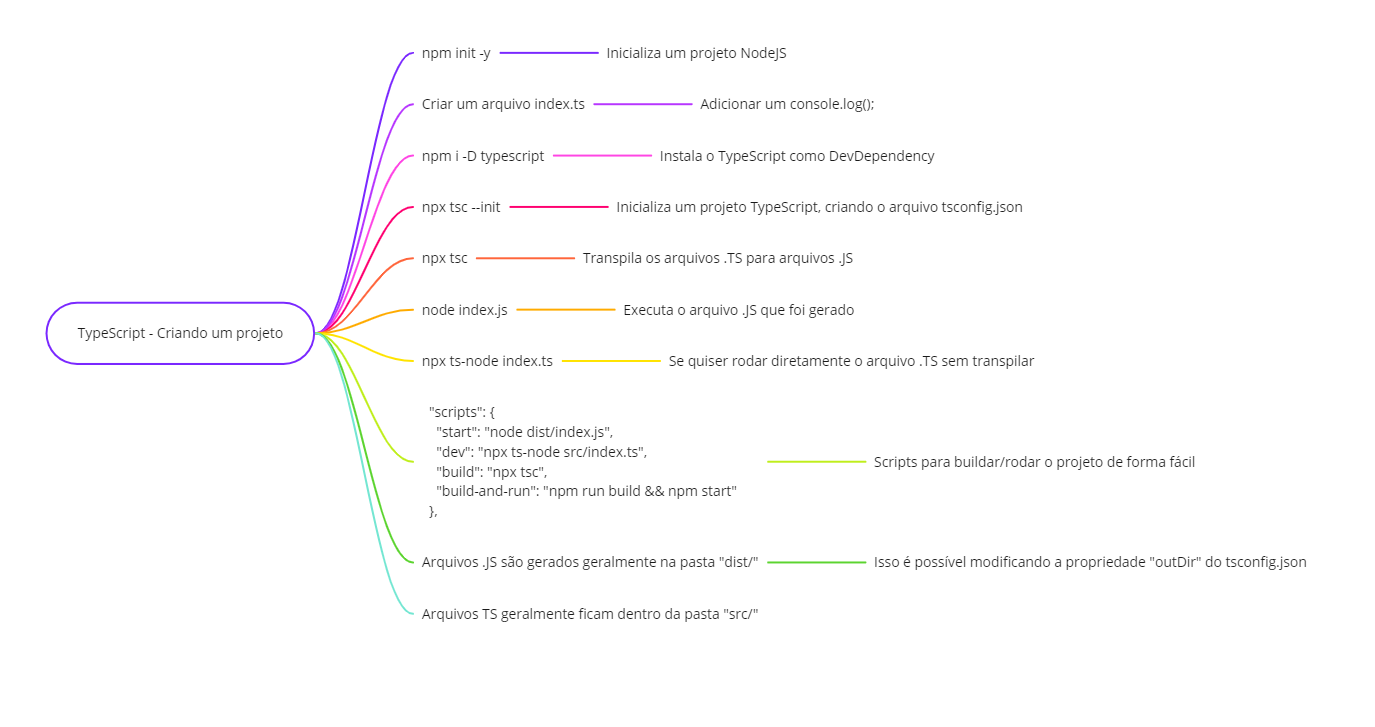 npm init -y
Inicializa um projeto NodeJS
Criar um arquivo index.ts
Adicionar um console.log();
npm i -D typescript
Instala o TypeScript como DevDependency
npx tsc --init
Inicializa um projeto TypeScript, criando o arquivo tsconfig.json
npx tsc
Transpila os arquivos .TS para arquivos .JS
node index.js
Executa o arquivo .JS que foi gerado
TypeScript - Criando um projeto
npx ts-node index.ts
Se quiser rodar diretamente o arquivo .TS sem transpilar
"scripts": {
"start": "node dist/index.js",
"dev": "npx ts-node src/index.ts",
"build": "npx tsc",
"build-and-run": "npm run build && npm start"
},
Scripts para buildar/rodar o projeto de forma fácil
Arquivos .JS são gerados geralmente na pasta "dist/"
Isso é possível modificando a propriedade "outDir" do tsconfig.json
Arquivos TS geralmente ficam dentro da pasta "src/"